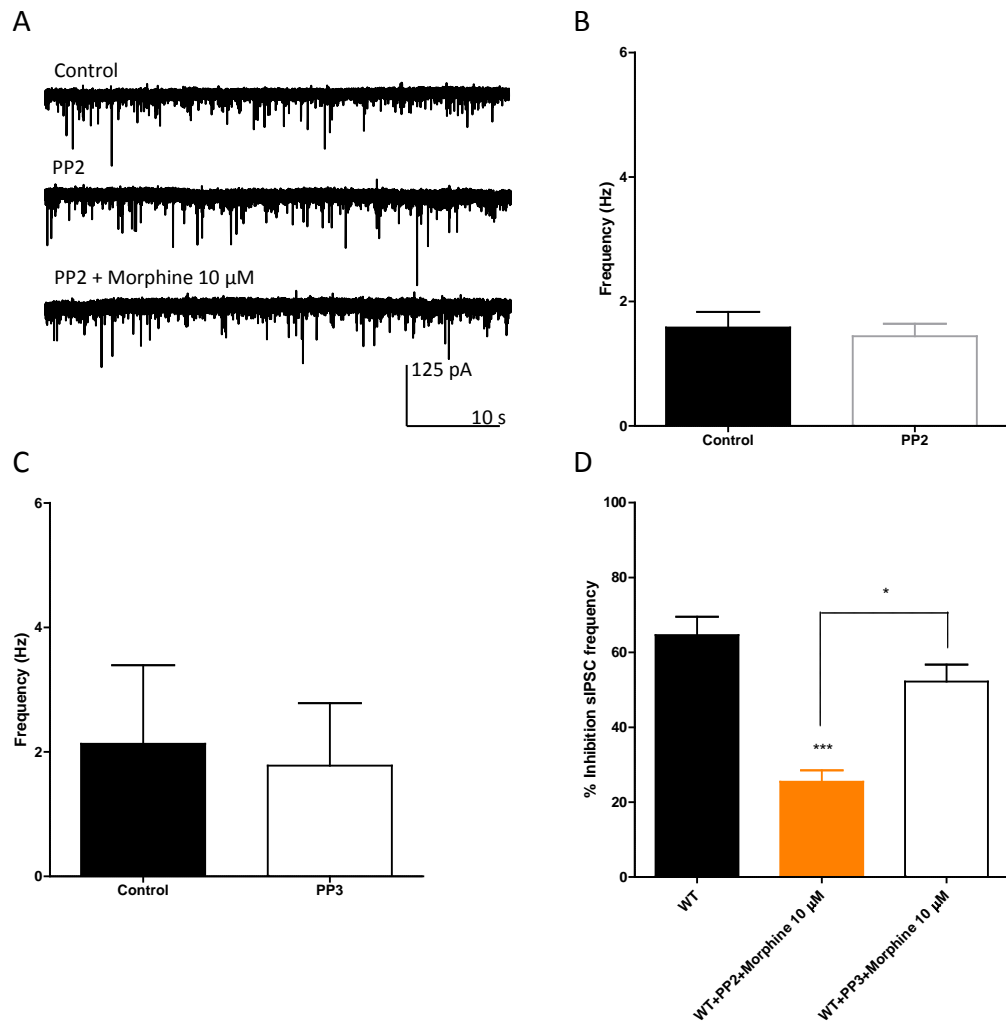 A
Control
PP2
PP2 + Morphine 10 µM
125 pA
10 s
B
Frequency (Hz)
6
4
2
0
Control
PP2
C
Frequency (Hz)
6
4
2
0
Control
PP3
D
% Inhibition sIPSC frequency
100
80
60
40
20
0
*
***
WT
WT+PP2+Morphine 10 µM
WT+PP3+Morphine 10 µM